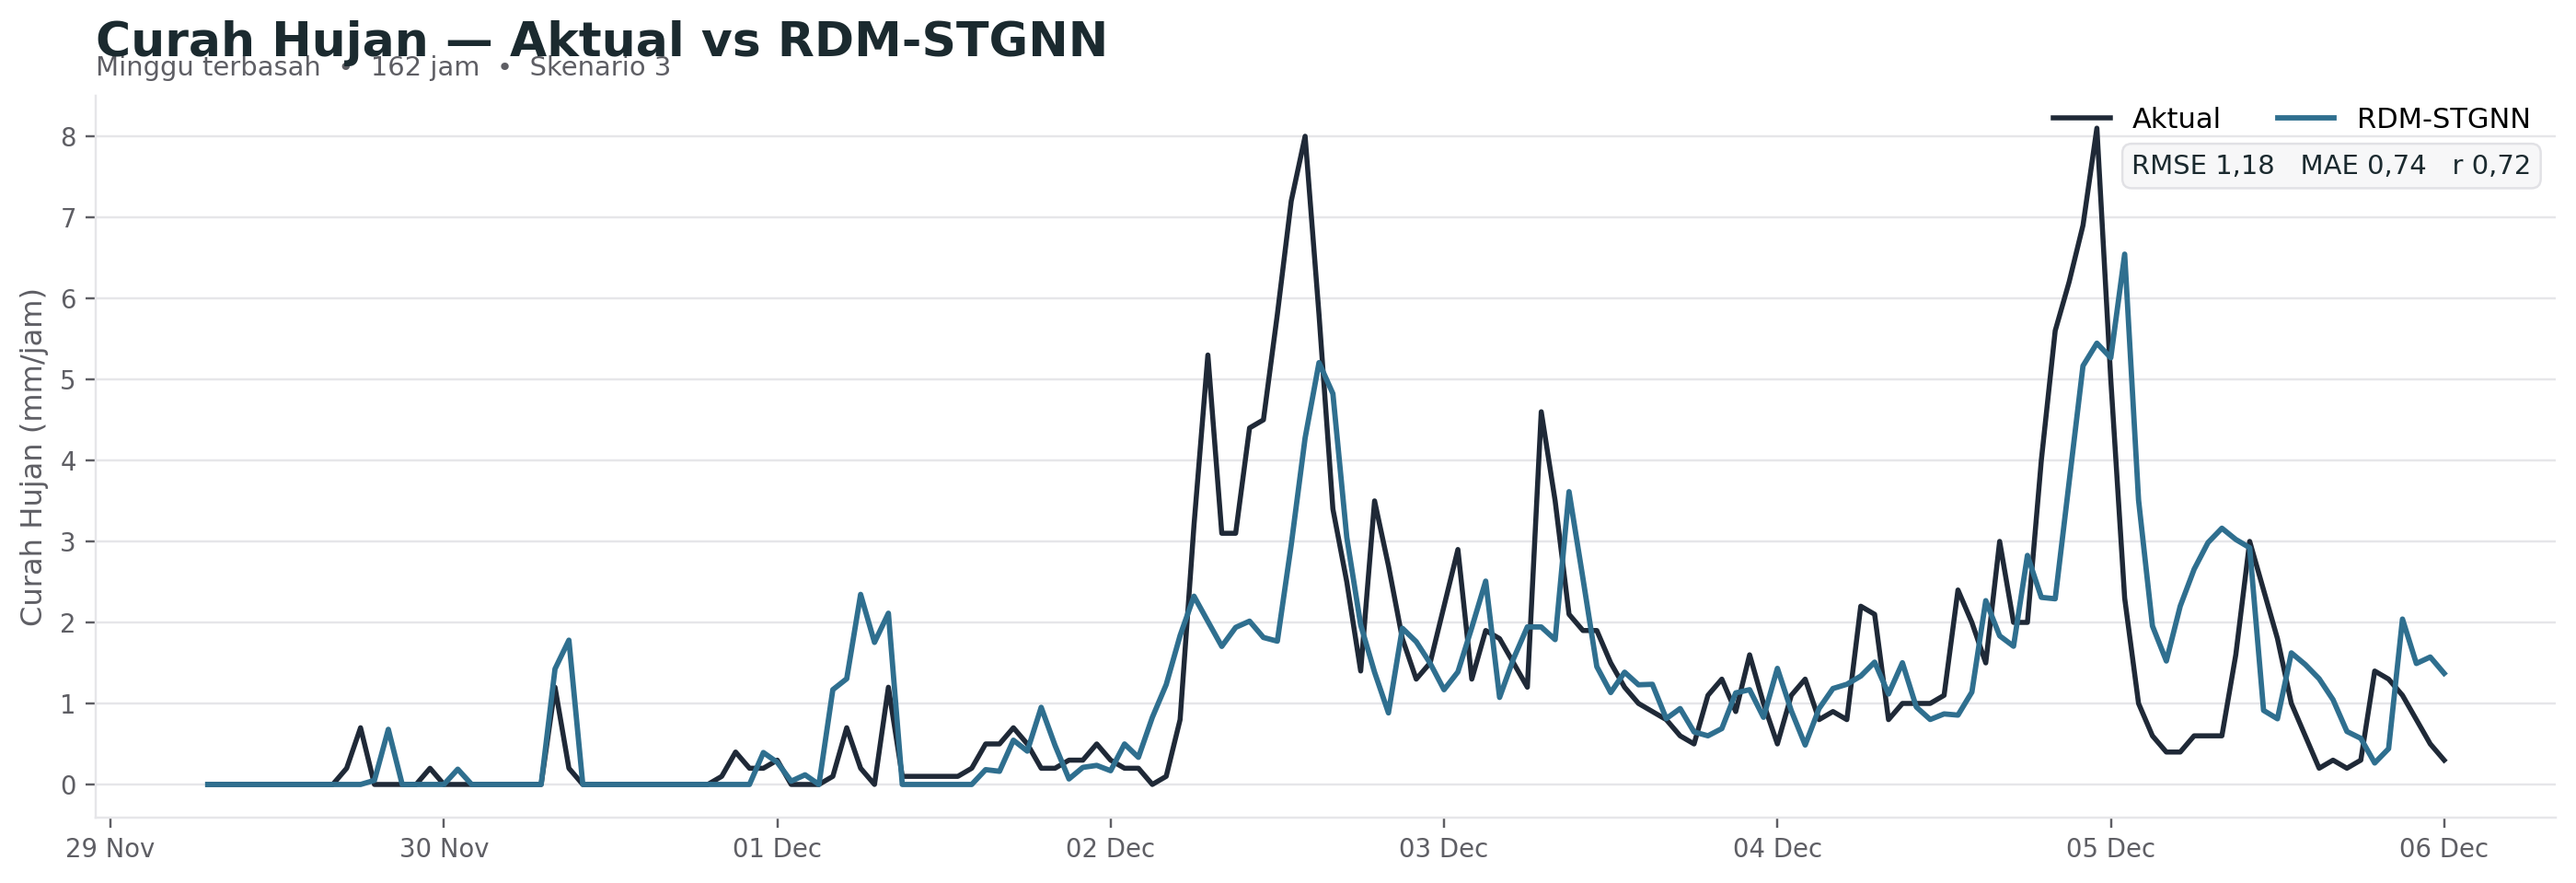 Curah Hujan — Aktual vs RDM-STGNN
Minggu terbasah • 162 jam • Skenario 3
Aktual RDM-STGNN
RMSE 1,18 MAE 0,74 r 0,72
Curah Hujan (mm/jam)
8
7
6
5
4
3
2
1
0
29 Nov 30 Nov 01 Dec 02 Dec 03 Dec 04 Dec 05 Dec 06 Dec